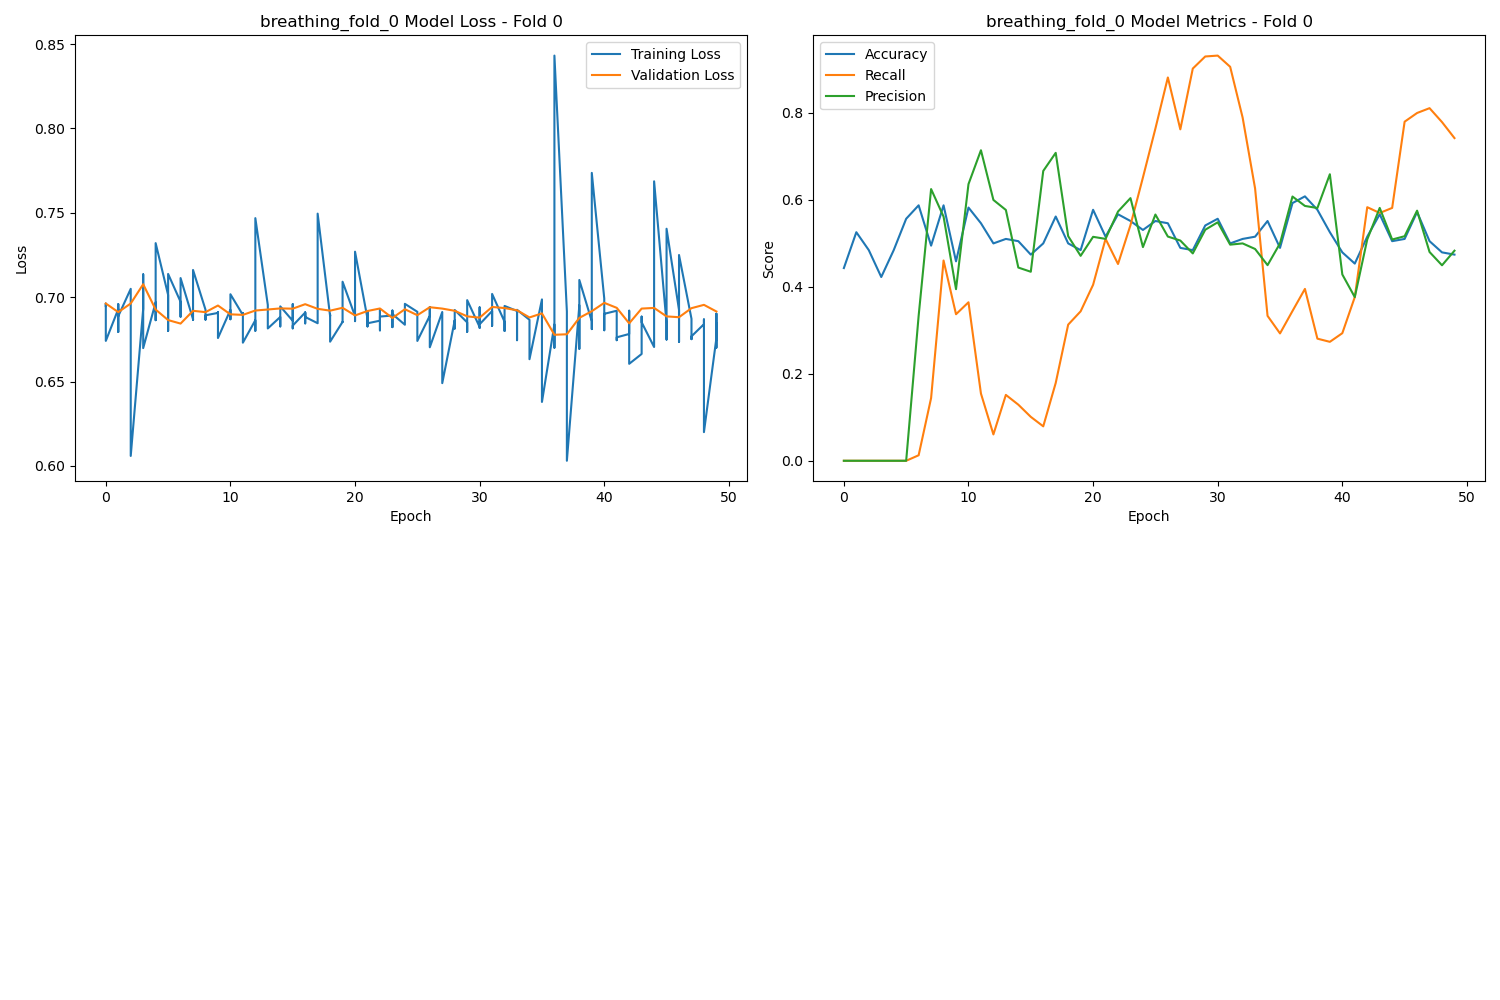 breathing_fold_0 Model Loss - Fold 0
Training Loss
Validation Loss
0.85
0.80
0.75
0.70
0.65
0.60
Loss
0 10 20 30 40 50
Epoch
breathing_fold_0 Model Metrics - Fold 0
Accuracy
Recall
Precision
0.8
0.6
0.4
0.2
0.0
Score
0 10 20 30 40 50
Epoch